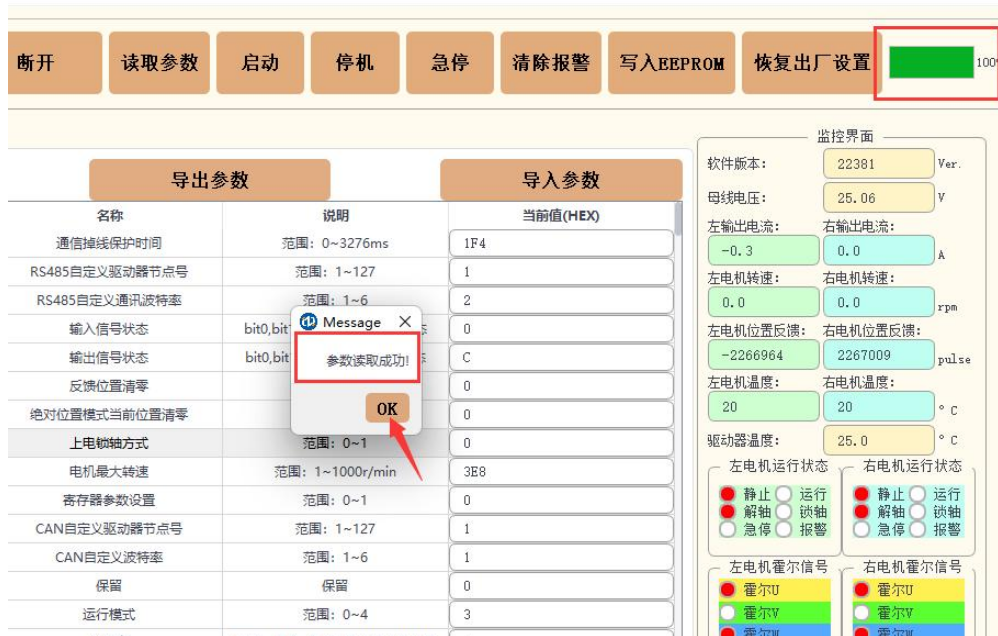 断开 读取参数 启动 停机 急停 清除报警 写入EEPROM 恢复出厂设置 100%
导出参数 导入参数
名称 说明 当前值(HEX)
通信掉线保护时间 范围：0~3276ms 1F4
RS485自定义驱动器节点号 范围：1~127 1
RS485自定义通讯波特率 范围：1~6 2
输入信号状态 bit0,bit 0
输出信号状态 bit0,bit C
反馈位置清零 0
绝对位置模式当前位置清零 0
上电锁轴方式 范围：0~1 0
电机最大转速 范围：1~1000r/min 3E8
寄存器参数设置 范围：0~1 0
CAN自定义驱动器节点号 范围：1~127 1
CAN自定义波特率 范围：1~6 1
保留 保留 0
运行模式 范围：0~4 3
Message
参数读取成功!
OK
监控界面
软件版本: 22381 Ver.
母线电压: 25.06 V
左输出电流: 右输出电流:
-0.3 0.0 A
左电机转速: 右电机转速:
0.0 0.0 rpm
左电机位置反馈: 右电机位置反馈:
-2266964 2267009 pulse
左电机温度: 右电机温度:
20 20 °C
驱动器温度: 25.0 °C
左电机运行状态 右电机运行状态
静止 运行 静止 运行
解轴 锁轴 解轴 锁轴
急停 报警 急停 报警
左电机霍尔信号 右电机霍尔信号
霍尔U 霍尔U
霍尔V 霍尔V
霍尔W 霍尔W